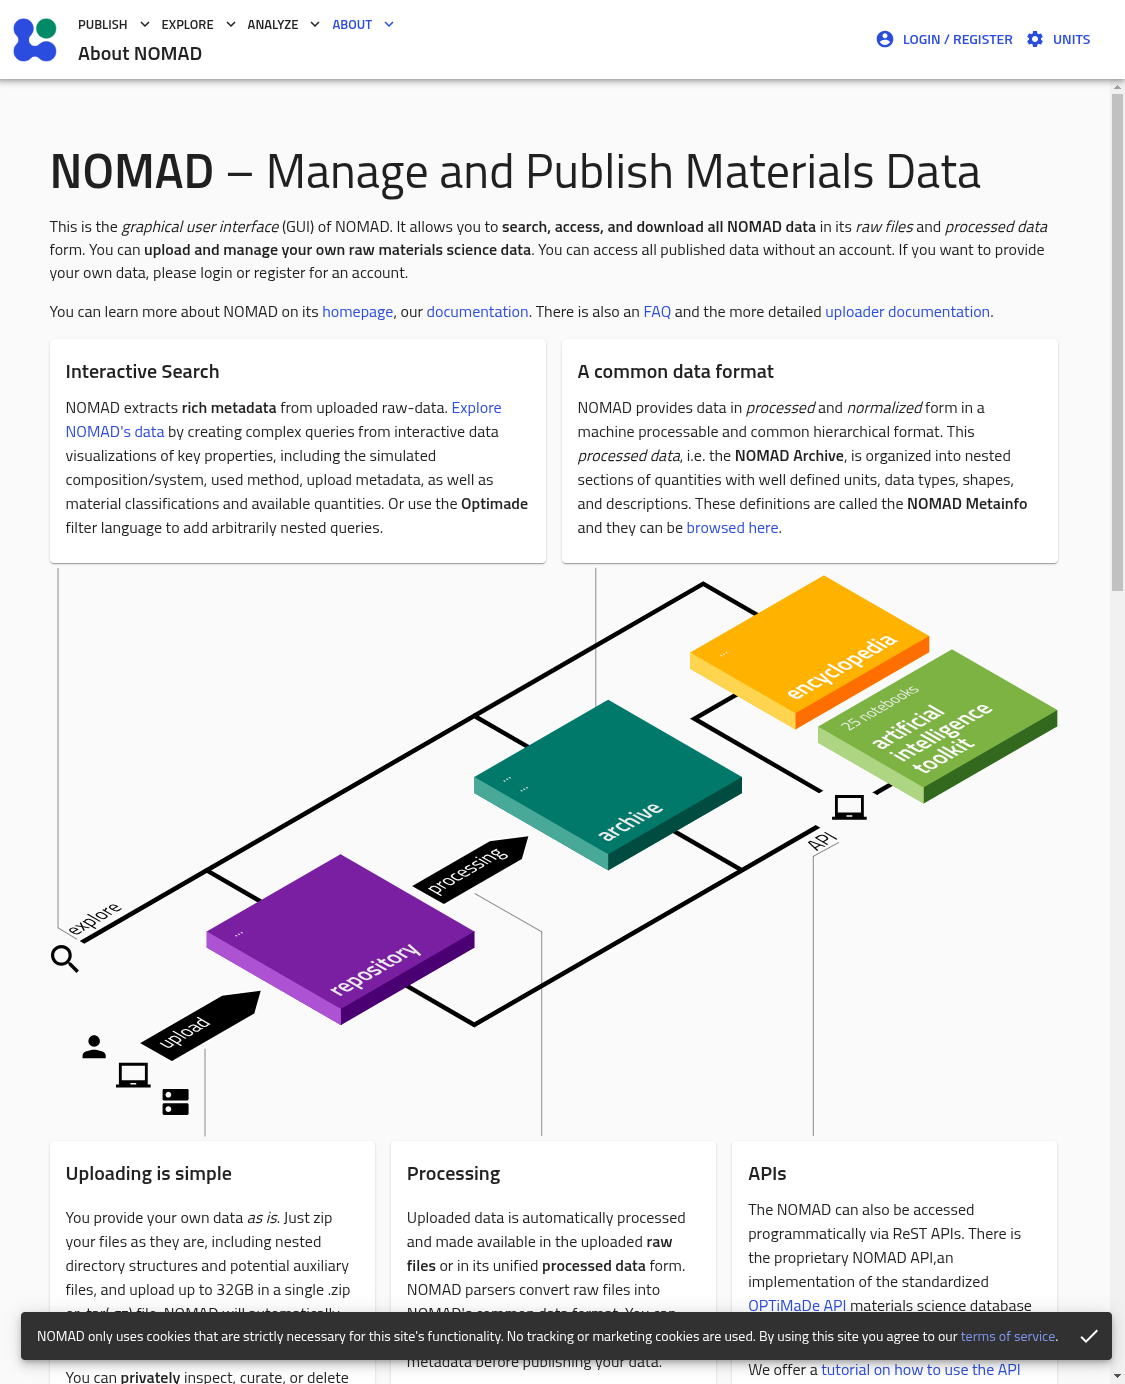 PUBLISH EXPLORE ANALYZE ABOUT
About NOMAD
LOGIN / REGISTER UNITS
NOMAD – Manage and Publish Materials Data
This is the graphical user interface (GUI) of NOMAD. It allows you to search, access, and download all NOMAD data in its raw files and processed data
form. You can upload and manage your own raw materials science data. You can access all published data without an account. If you want to provide
your own data, please login or register for an account.
You can learn more about NOMAD on its homepage, our documentation. There is also an FAQ and the more detailed uploader documentation.
Interactive Search
NOMAD extracts rich metadata from uploaded raw-data. Explore
NOMAD's data by creating complex queries from interactive data
visualizations of key properties, including the simulated
composition/system, used method, upload metadata, as well as
material classifications and available quantities. Or use the Optimade
filter language to add arbitrarily nested queries.
A common data format
NOMAD provides data in processed and normalized form in a
machine processable and common hierarchical format. This
processed data, i.e. the NOMAD Archive, is organized into nested
sections of quantities with well defined units, data types, shapes,
and descriptions. These definitions are called the NOMAD Metainfo
and they can be browsed here.
...
encyclopedia
25 notebooks
artificial
intelligence
toolkit
...
...
archive
API
processing
explore
...
repository
upload
Uploading is simple
You provide your own data as is. Just zip
your files as they are, including nested
directory structures and potential auxiliary
files, and upload up to 32GB in a single .zip
or .tar(.gz) file. NOMAD will automatically
You can privately inspect, curate, or delete
Processing
Uploaded data is automatically processed
and made available in the uploaded raw
files or in its unified processed data form.
NOMAD parsers convert raw files into
NOMAD's common data format. You can
metadata before publishing your data.
APIs
The NOMAD can also be accessed
programmatically via ReST APIs. There is
the proprietary NOMAD API,an
implementation of the standardized
OPTiMaDe API materials science database
We offer a tutorial on how to use the API
NOMAD only uses cookies that are strictly necessary for this site's functionality. No tracking or marketing cookies are used. By using this site you agree to our terms of service.